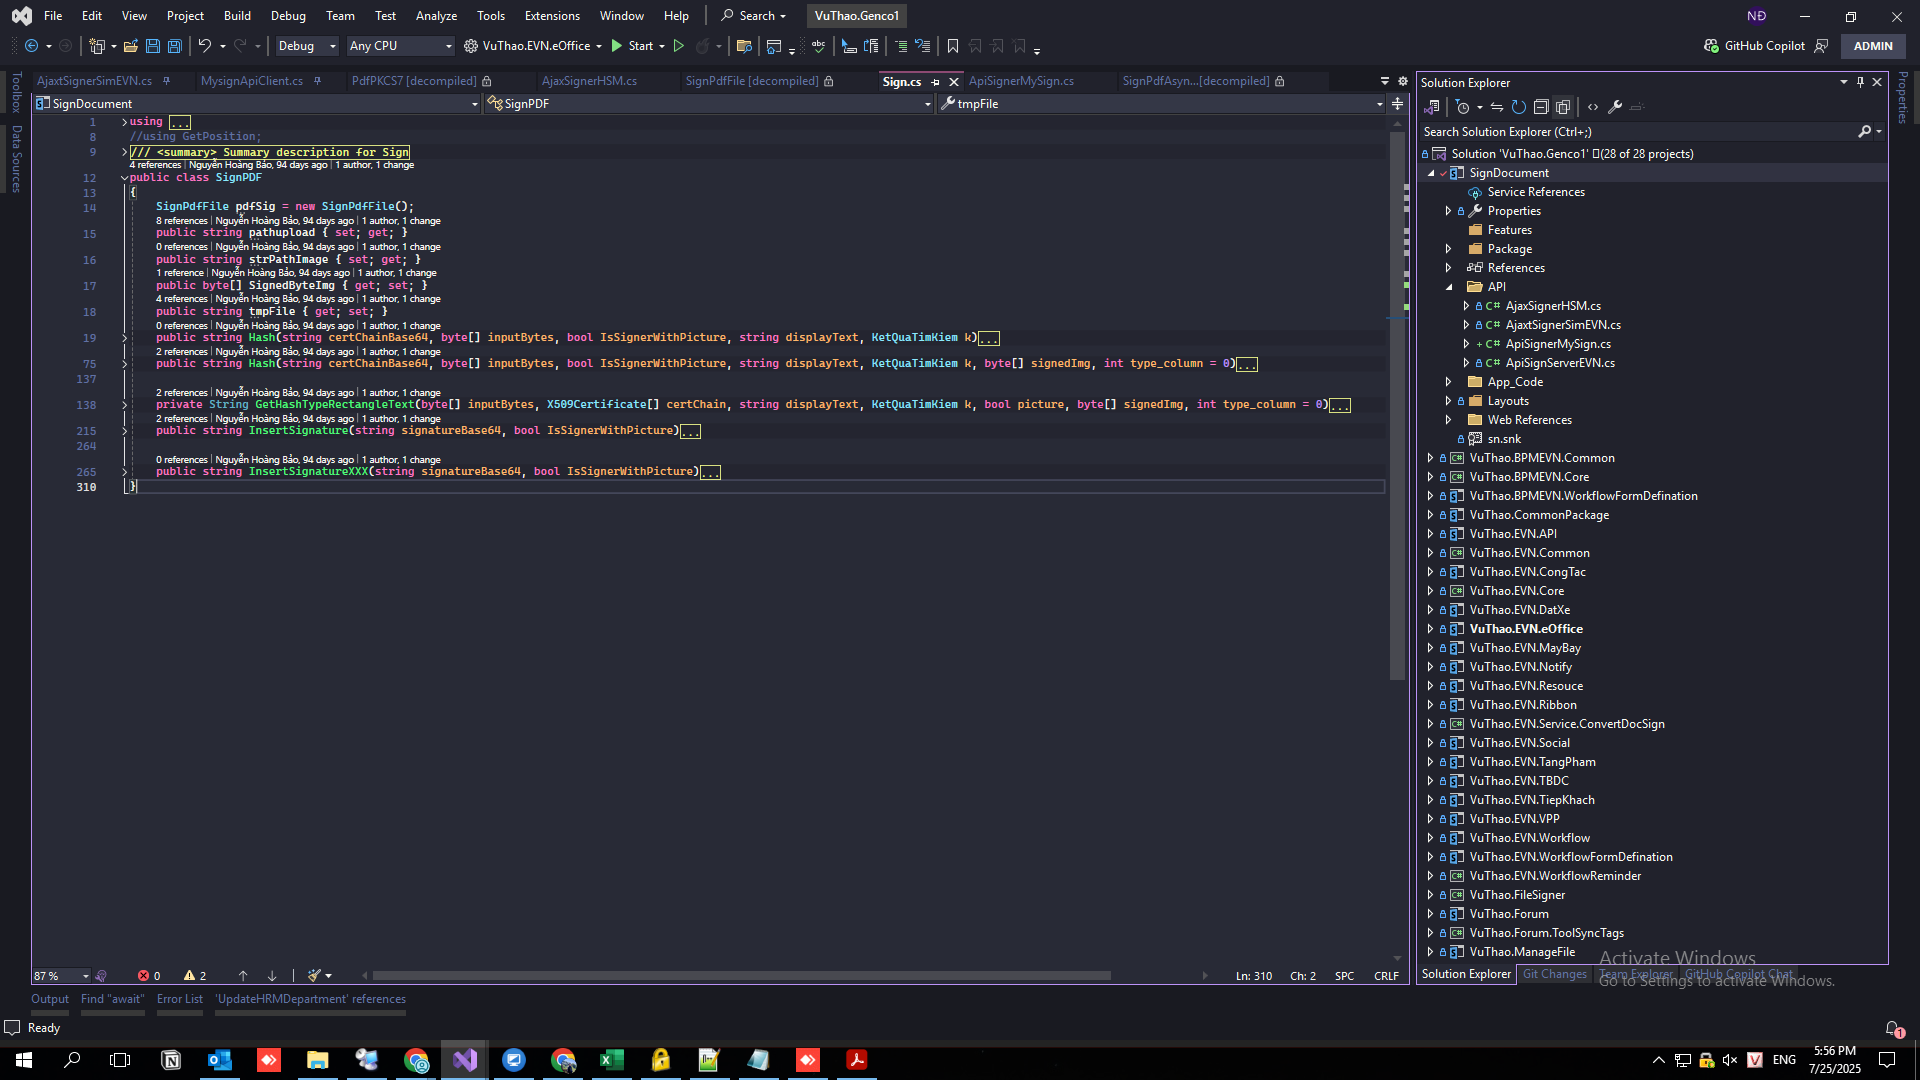 File Edit View Project Build Debug Team Test Analyze Tools Extensions Window Help Search VuThao.Genco1 NĐ
Debug Any CPU VuThao.EVN.eOffice Start GitHub Copilot ADMIN
AjaxtSignerSimEVN.cs MysignApiClient.cs PdfPKCS7 [decompiled] AjaxSignerHSM.cs SignPdfFile [decompiled] Sign.cs ApiSignerMySign.cs SignPdfAsyn...[decompiled]
SignDocument SignPDF tmpFile
Toolbox
Data Sources
1 using ...
8 //using GetPosition;
9 /// <summary> Summary description for Sign
4 references | Nguyễn Hoàng Bảo, 94 days ago | 1 author, 1 change
12 public class SignPDF
13 {
14 SignPdfFile pdfSig = new SignPdfFile();
8 references | Nguyễn Hoàng Bảo, 94 days ago | 1 author, 1 change
15 public string pathupload { set; get; }
0 references | Nguyễn Hoàng Bảo, 94 days ago | 1 author, 1 change
16 public string strPathImage { set; get; }
1 reference | Nguyễn Hoàng Bảo, 94 days ago | 1 author, 1 change
17 public byte[] SignedByteImg { get; set; }
4 references | Nguyễn Hoàng Bảo, 94 days ago | 1 author, 1 change
18 public string tmpFile { get; set; }
0 references | Nguyễn Hoàng Bảo, 94 days ago | 1 author, 1 change
19 public string Hash(string certChainBase64, byte[] inputBytes, bool IsSignerWithPicture, string displayText, KetQuaTimKiem k)...
2 references | Nguyễn Hoàng Bảo, 94 days ago | 1 author, 1 change
75 public string Hash(string certChainBase64, byte[] inputBytes, bool IsSignerWithPicture, string displayText, KetQuaTimKiem k, byte[] signedImg, int type_column = 0)...
137
2 references | Nguyễn Hoàng Bảo, 94 days ago | 1 author, 1 change
138 private String GetHashTypeRectangleText(byte[] inputBytes, X509Certificate[] certChain, string displayText, KetQuaTimKiem k, bool picture, byte[] signedImg, int type_column = 0)...
2 references | Nguyễn Hoàng Bảo, 94 days ago | 1 author, 1 change
215 public string InsertSignature(string signatureBase64, bool IsSignerWithPicture)...
264
0 references | Nguyễn Hoàng Bảo, 94 days ago | 1 author, 1 change
265 public string InsertSignatureXXX(string signatureBase64, bool IsSignerWithPicture)...
310 }
87 % 0 2 Ln: 310 Ch: 2 SPC CRLF
Output Find "await" Error List 'UpdateHRMDepartment' references
Ready
Solution Explorer
Search Solution Explorer (Ctrl+;)
Solution 'VuThao.Genco1' (28 of 28 projects)
SignDocument
Service References
Properties
Features
Package
References
API
C# AjaxSignerHSM.cs
C# AjaxtSignerSimEVN.cs
+ C# ApiSignerMySign.cs
C# ApiSignServerEVN.cs
App_Code
Layouts
Web References
sn.snk
VuThao.BPMEVN.Common
VuThao.BPMEVN.Core
VuThao.BPMEVN.WorkflowFormDefination
VuThao.CommonPackage
VuThao.EVN.API
VuThao.EVN.Common
VuThao.EVN.CongTac
VuThao.EVN.Core
VuThao.EVN.DatXe
VuThao.EVN.eOffice
VuThao.EVN.MayBay
VuThao.EVN.Notify
VuThao.EVN.Resouce
VuThao.EVN.Ribbon
VuThao.EVN.Service.ConvertDocSign
VuThao.EVN.Social
VuThao.EVN.TangPham
VuThao.EVN.TBDC
VuThao.EVN.TiepKhach
VuThao.EVN.VPP
VuThao.EVN.Workflow
VuThao.EVN.WorkflowFormDefination
VuThao.EVN.WorkflowReminder
VuThao.FileSigner
VuThao.Forum
VuThao.Forum.ToolSyncTags
VuThao.ManageFile
Solution Explorer Git Changes Team Explorer GitHub Copilot Chat
Properties
Activate Windows
Go to Settings to activate Windows.
1
ENG
5:56 PM
7/25/2025